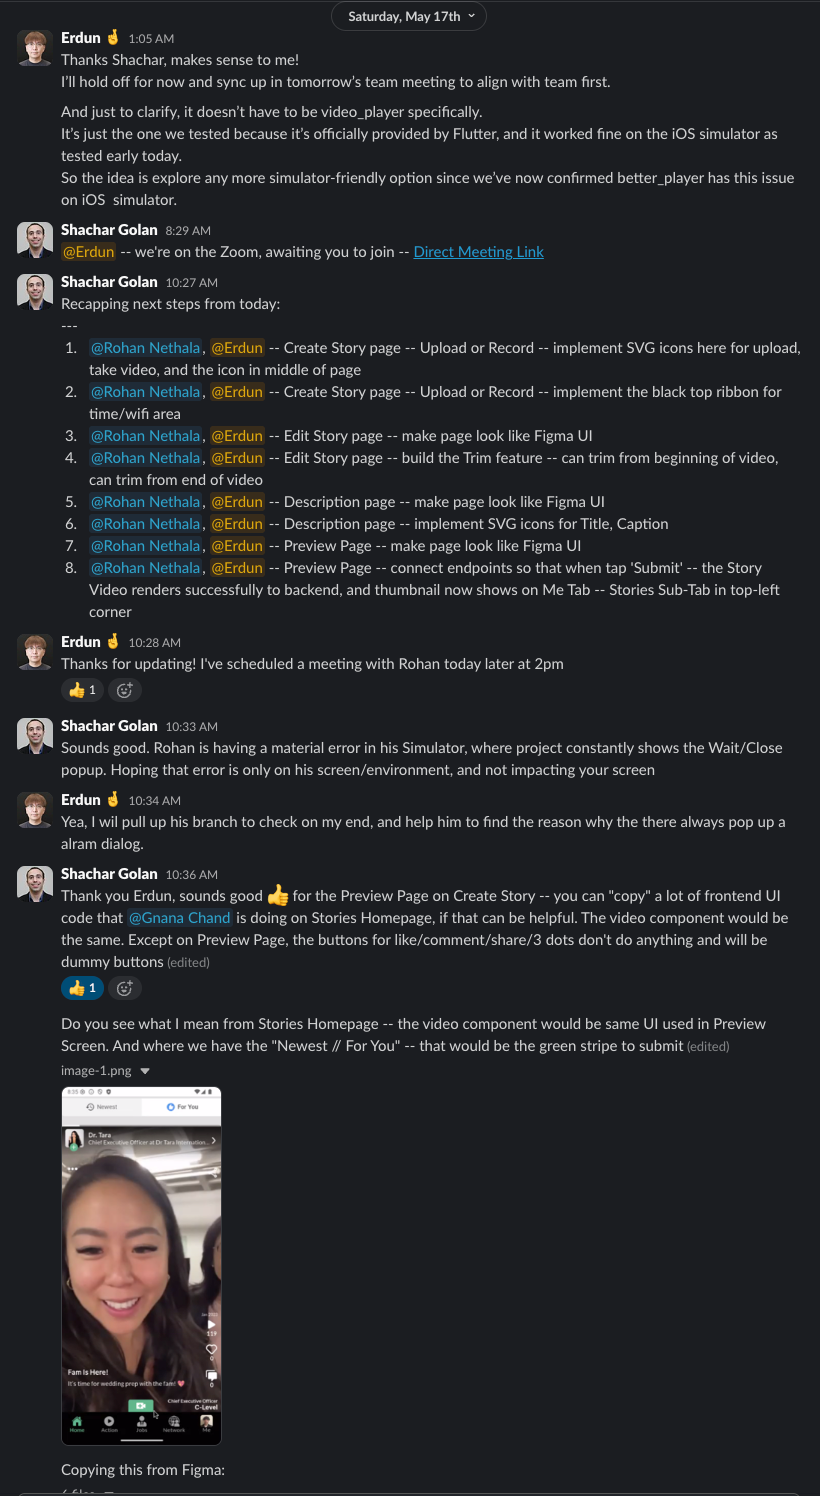 Saturday, May 17th
Erdun 🤞 1:05 AM
Thanks Shachar, makes sense to me!
I'll hold off for now and sync up in tomorrow's team meeting to align with team first.
And just to clarify, it doesn't have to be video_player specifically.
It's just the one we tested because it's officially provided by Flutter, and it worked fine on the iOS simulator as
tested early today.
So the idea is explore any more simulator-friendly option since we've now confirmed better_player has this issue
on iOS simulator.
Shachar Golan 8:29 AM
@Erdun -- we're on the Zoom, awaiting you to join -- Direct Meeting Link
Shachar Golan 10:27 AM
Recapping next steps from today:
---
1. @Rohan Nethala, @Erdun -- Create Story page -- Upload or Record -- implement SVG icons here for upload,
take video, and the icon in middle of page
2. @Rohan Nethala, @Erdun -- Create Story page -- Upload or Record -- implement the black top ribbon for
time/wifi area
3. @Rohan Nethala, @Erdun -- Edit Story page -- make page look like Figma UI
4. @Rohan Nethala, @Erdun -- Edit Story page -- build the Trim feature -- can trim from beginning of video,
can trim from end of video
5. @Rohan Nethala, @Erdun -- Description page -- make page look like Figma UI
6. @Rohan Nethala, @Erdun -- Description page -- implement SVG icons for Title, Caption
7. @Rohan Nethala, @Erdun -- Preview Page -- make page look like Figma UI
8. @Rohan Nethala, @Erdun -- Preview Page -- connect endpoints so that when tap 'Submit' -- the Story
Video renders successfully to backend, and thumbnail now shows on Me Tab -- Stories Sub-Tab in top-left
corner
Erdun 🤞 10:28 AM
Thanks for updating! I've scheduled a meeting with Rohan today later at 2pm
👍 1
Shachar Golan 10:33 AM
Sounds good. Rohan is having a material error in his Simulator, where project constantly shows the Wait/Close
popup. Hoping that error is only on his screen/environment, and not impacting your screen
Erdun 🤞 10:34 AM
Yea, I wil pull up his branch to check on my end, and help him to find the reason why the there always pop up a
alram dialog.
Shachar Golan 10:36 AM
Thank you Erdun, sounds good 👍 for the Preview Page on Create Story -- you can "copy" a lot of frontend UI
code that @Gnana Chand is doing on Stories Homepage, if that can be helpful. The video component would be
the same. Except on Preview Page, the buttons for like/comment/share/3 dots don't do anything and will be
dummy buttons (edited)
👍 1
Do you see what I mean from Stories Homepage -- the video component would be same UI used in Preview
Screen. And where we have the "Newest // For You" -- that would be the green stripe to submit (edited)
image-1.png
Newest For You
Dr. Tara
Chief Executive Officer at Dr Tara Internation...
119
0
0
Fam Is Here!
It's time for wedding prep with the fam!
Chief Executive Officer
C-Level
Home Action Jobs Network Me
Copying this from Figma: